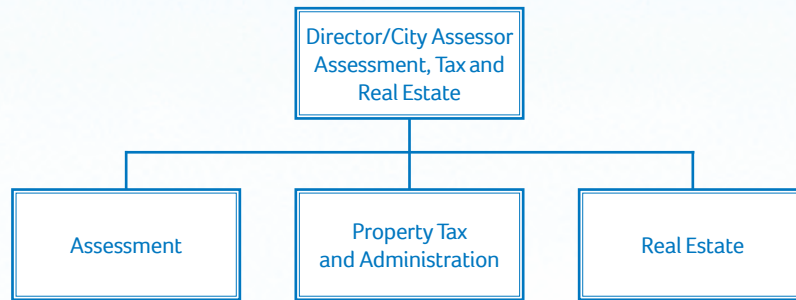 Director/City Assessor
Assessment, Tax and
Real Estate
Assessment
Property Tax
and Administration
Real Estate